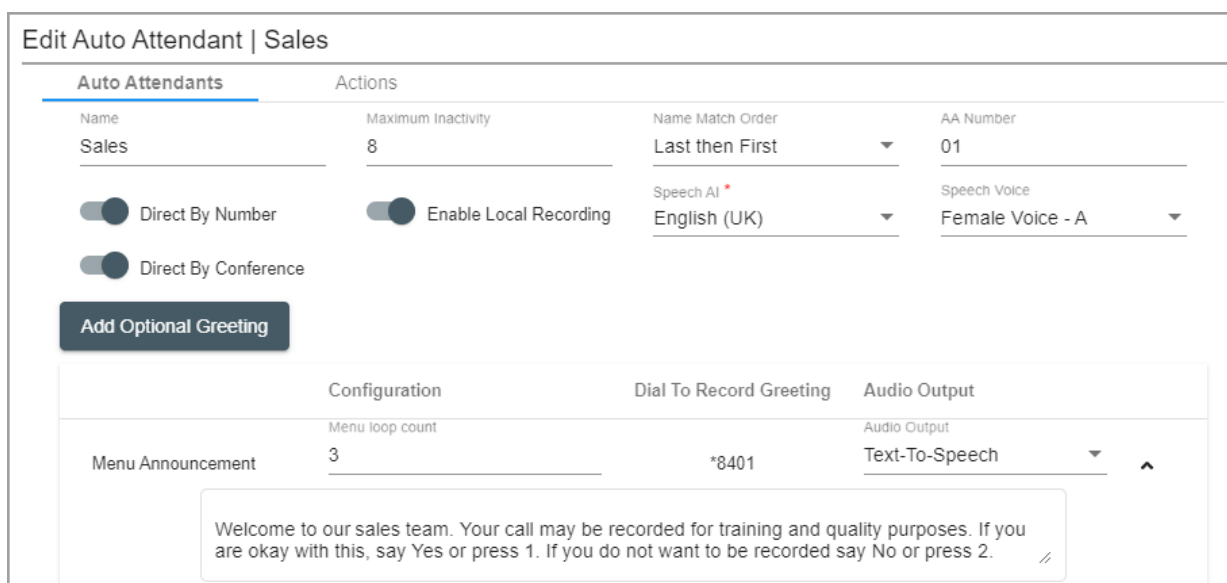 Edit Auto Attendant | Sales
Auto Attendants Actions
Name Maximum Inactivity Name Match Order AA Number
Sales 8 Last then First 01
Speech AI * Speech Voice
Direct By Number Enable Local Recording English (UK) Female Voice - A
Direct By Conference
Add Optional Greeting
Configuration Dial To Record Greeting Audio Output
Menu loop count Audio Output
Menu Announcement 3 *8401 Text-To-Speech
Welcome to our sales team. Your call may be recorded for training and quality purposes. If you
are okay with this, say Yes or press 1. If you do not want to be recorded say No or press 2.